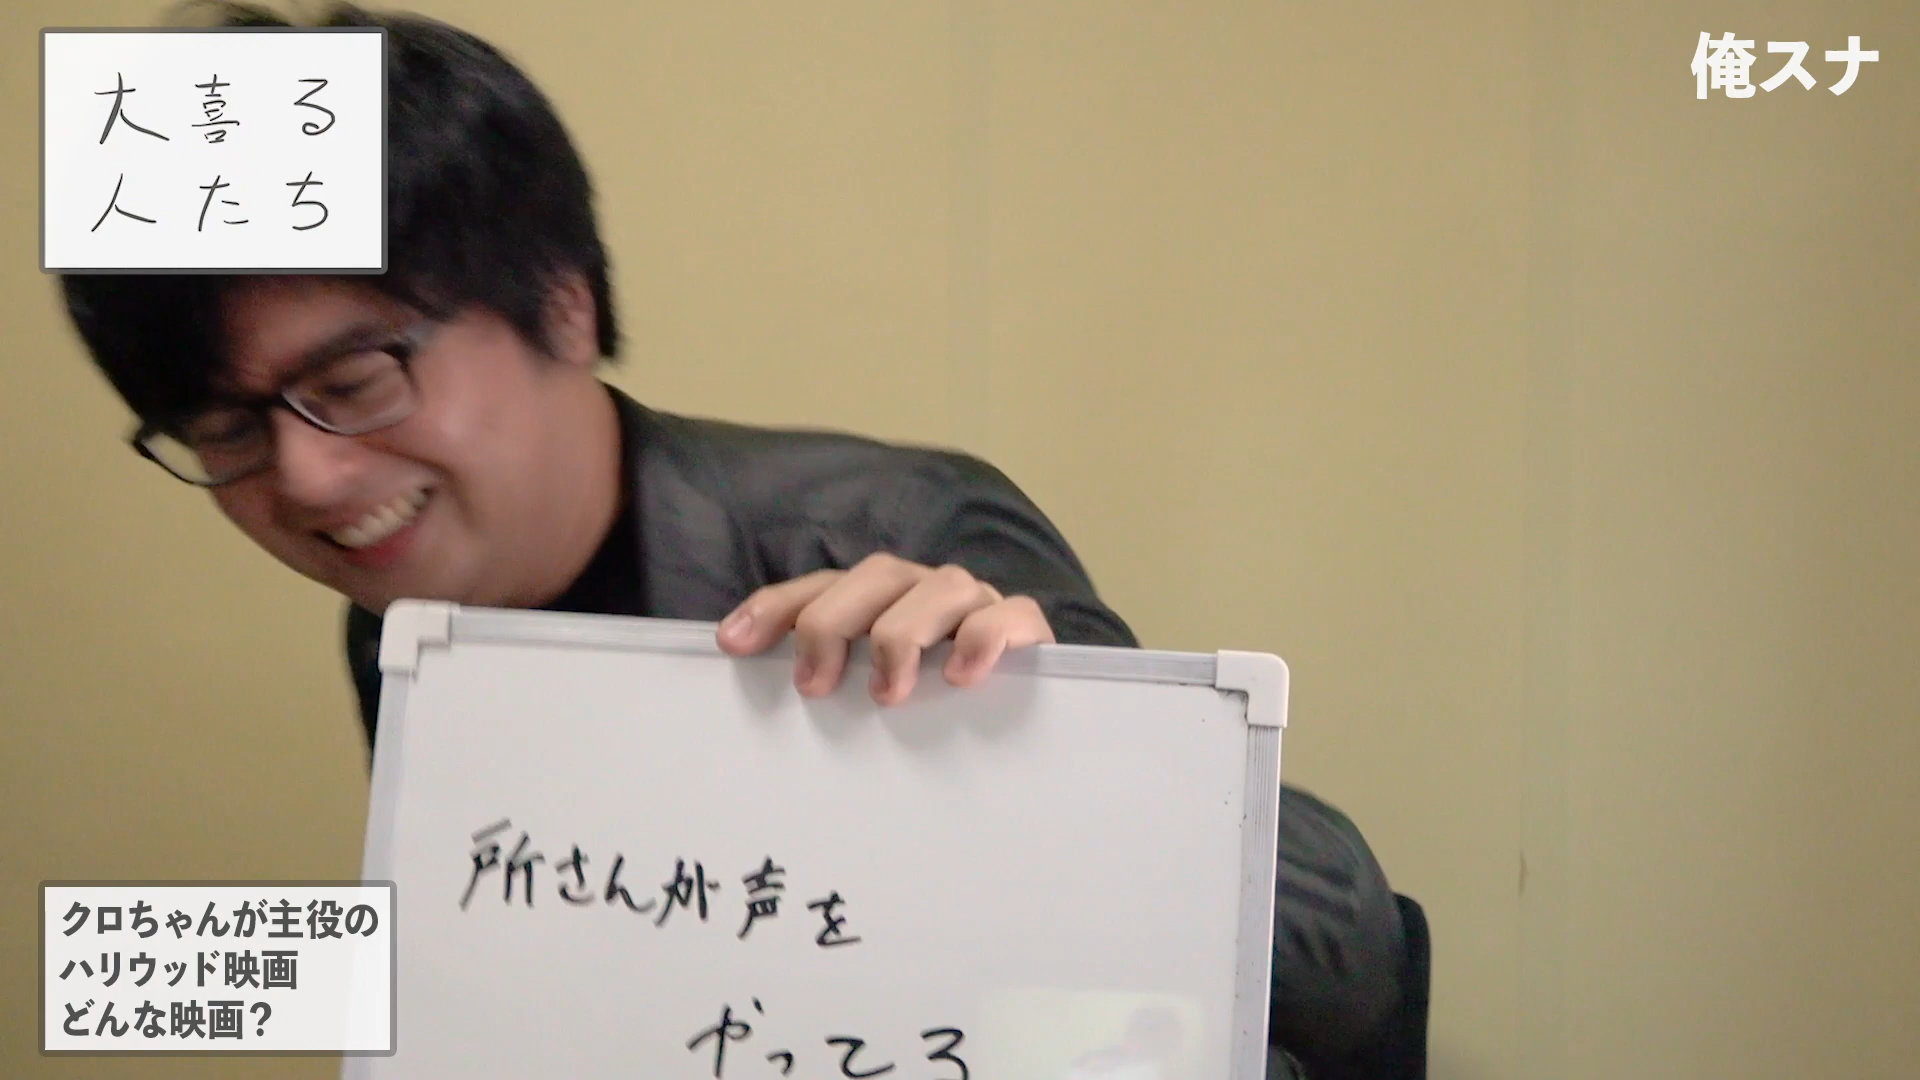 大喜る
人たち
俺スナ
所さんが声を
やってる
クロちゃんが主役の
ハリウッド映画
どんな映画？